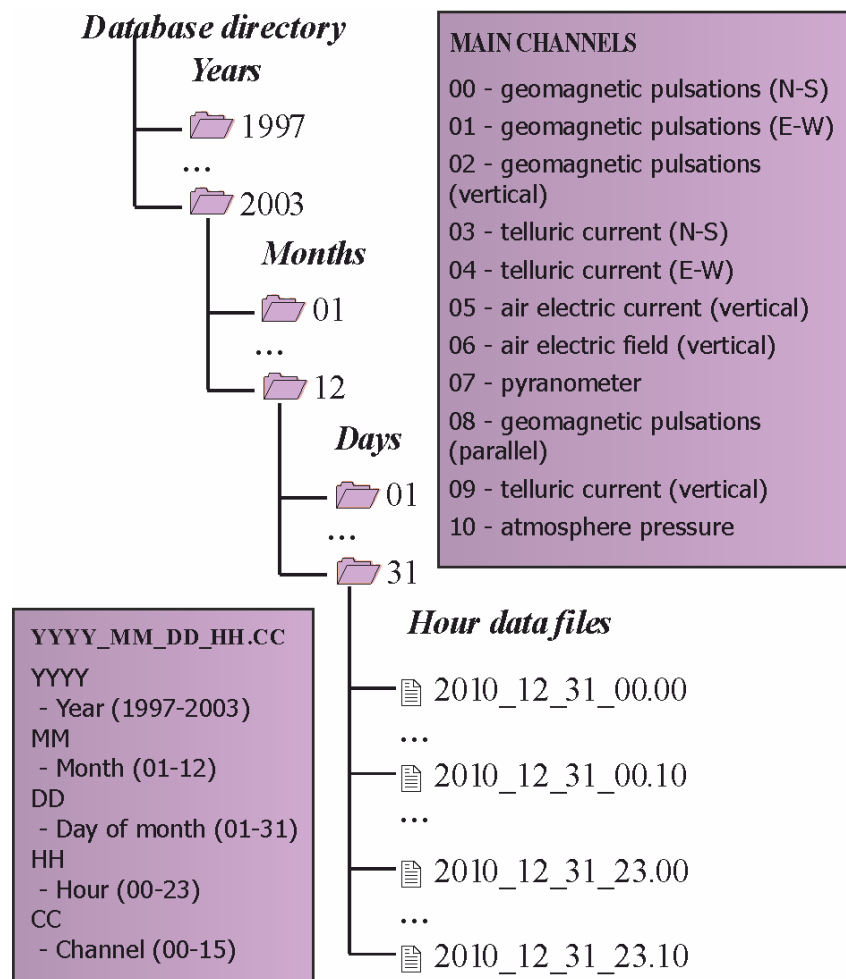 Database directory
Years
1997
...
2003
Months
01
...
12
Days
01
...
31
Hour data files
2010_12_31_00.00
...
2010_12_31_00.10
...
2010_12_31_23.00
...
2010_12_31_23.10
MAIN CHANNELS
00 - geomagnetic pulsations (N-S)
01 - geomagnetic pulsations (E-W)
02 - geomagnetic pulsations
(vertical)
03 - telluric current (N-S)
04 - telluric current (E-W)
05 - air electric current (vertical)
06 - air electric field (vertical)
07 - pyranometer
08 - geomagnetic pulsations
(parallel)
09 - telluric current (vertical)
10 - atmosphere pressure
YYYY_MM_DD_HH.CC
YYYY
- Year (1997-2003)
MM
- Month (01-12)
DD
- Day of month (01-31)
HH
- Hour (00-23)
CC
- Channel (00-15)